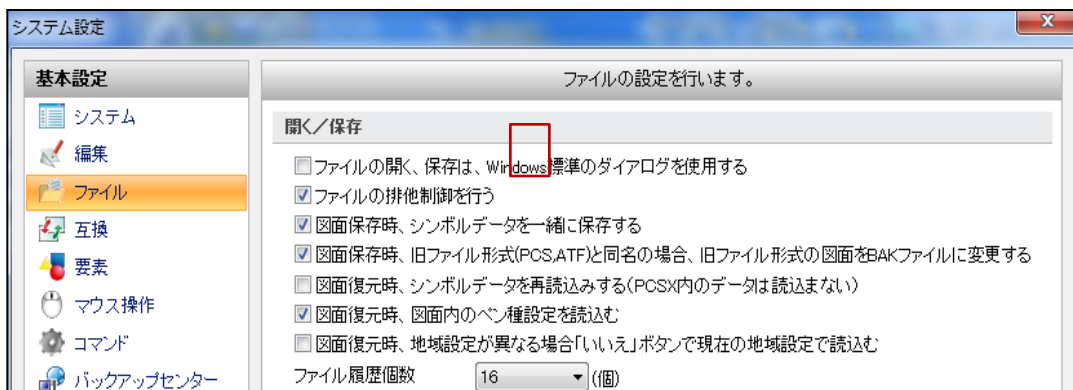 システム設定
基本設定
システム
編集
ファイル
互換
要素
マウス操作
コマンド
バックアップセンター
ファイルの設定を行います。
開く／保存
ファイルの開く、保存は、Windows標準のダイアログを使用する
ファイルの排他制御を行う
図面保存時、シンボルデータを一緒に保存する
図面保存時、旧ファイル形式(PCS,ATF)と同名の場合、旧ファイル形式の図面をBAKファイルに変更する
図面復元時、シンボルデータを再読込みする(PCSX内のデータは読込まない)
図面復元時、図面内のペン種設定を読込む
図面復元時、地域設定が異なる場合「いいえ」ボタンで現在の地域設定で読込む
ファイル履歴個数 16 (個)